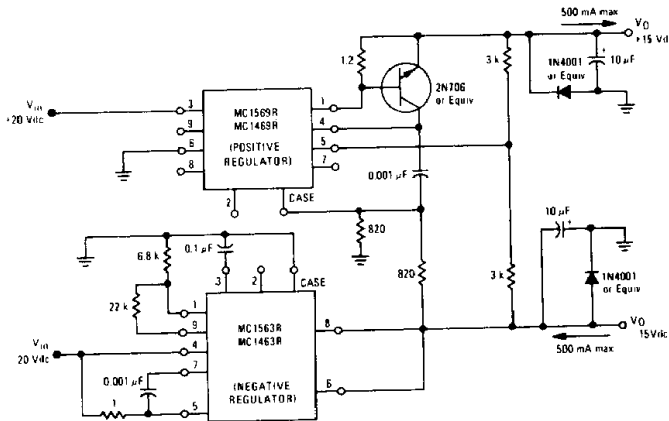 500 mA max
VO
+15 Vdc
1.2
3 k
1N4001
or Equiv
+
10 µF
2N706
or Equiv
Vin
+20 Vdc
3
9
6
8
MC1569R
MC1469R
(POSITIVE
REGULATOR)
1
4
5
7
0.001 µF
2
CASE
820
6.8 k
0.1 µF
820
3 k
10 µF
+
1N4001
or Equiv
3
2
CASE
22 k
1
9
4
7
5
MC1563R
MC1463R
(NEGATIVE
REGULATOR)
8
6
VO
15 Vdc
500 mA max
Vin
20 Vdc
0.001 µF
1